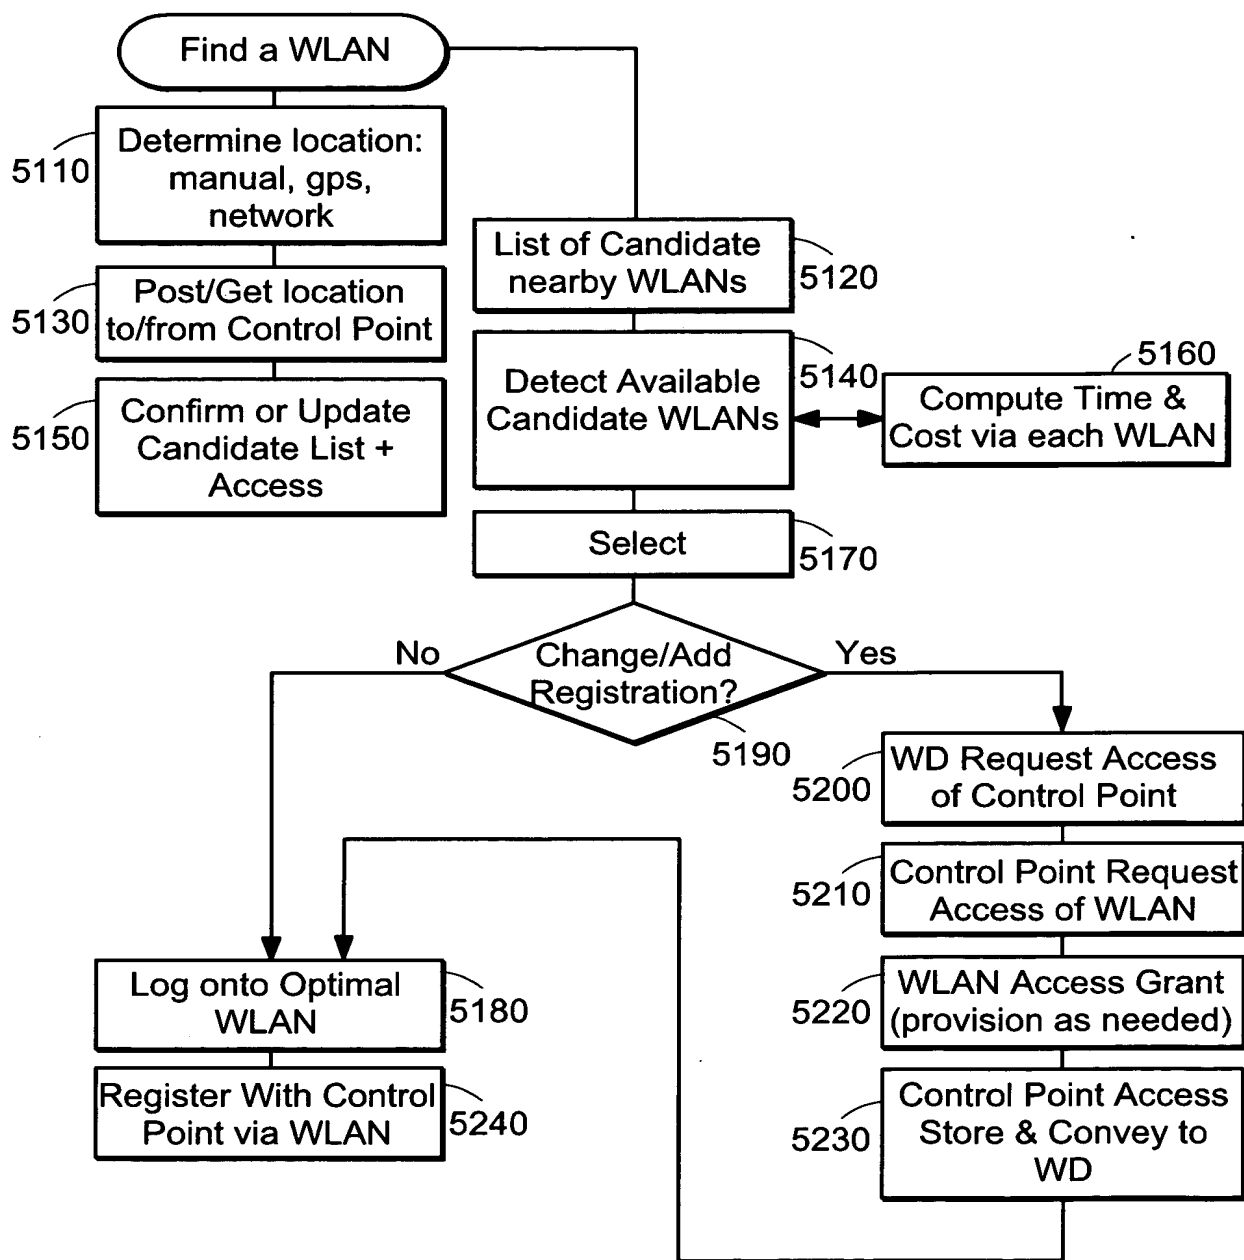 Find a WLAN
Determine location:
manual, gps,
network
5110
Post/Get location
to/from Control Point
5130
Confirm or Update
Candidate List +
Access
5150
List of Candidate
nearby WLANs
5120
Detect Available
Candidate WLANs
5140
Compute Time &
Cost via each WLAN
5160
Select
5170
Change/Add
Registration?
5190
No
Yes
WD Request Access
of Control Point
5200
Control Point Request
Access of WLAN
5210
WLAN Access Grant
(provision as needed)
5220
Control Point Access
Store & Convey to
WD
5230
Log onto Optimal
WLAN
5180
Register With Control
Point via WLAN
5240